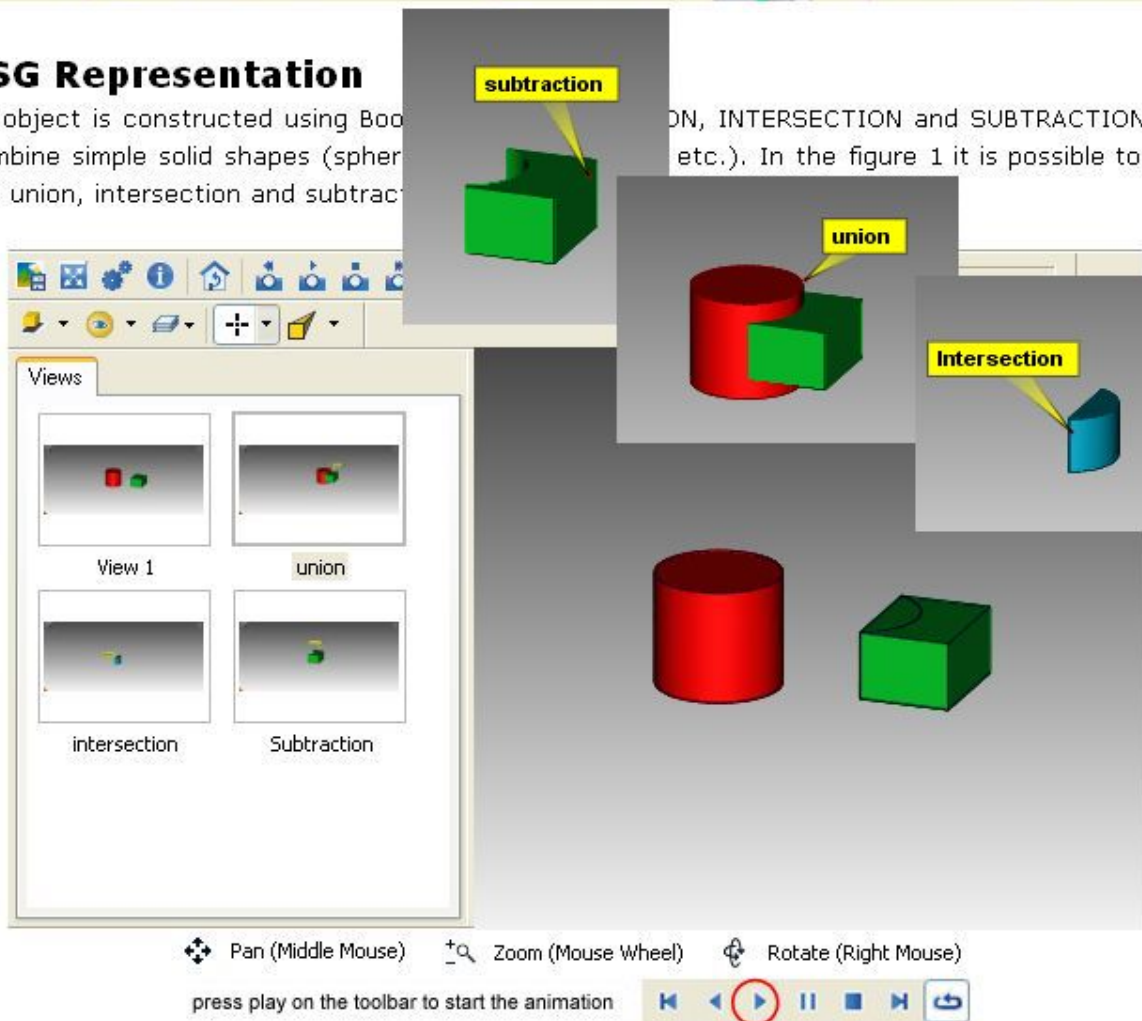 SG Representation
subtraction
object is constructed using Boo ON, INTERSECTION and SUBTRACTION
mbine simple solid shapes (spher etc.). In the figure 1 it is possible to
union, intersection and subtrac
union
Intersection
Views
View 1
union
intersection
Subtraction
Pan (Middle Mouse) Zoom (Mouse Wheel) Rotate (Right Mouse)
press play on the toolbar to start the animation